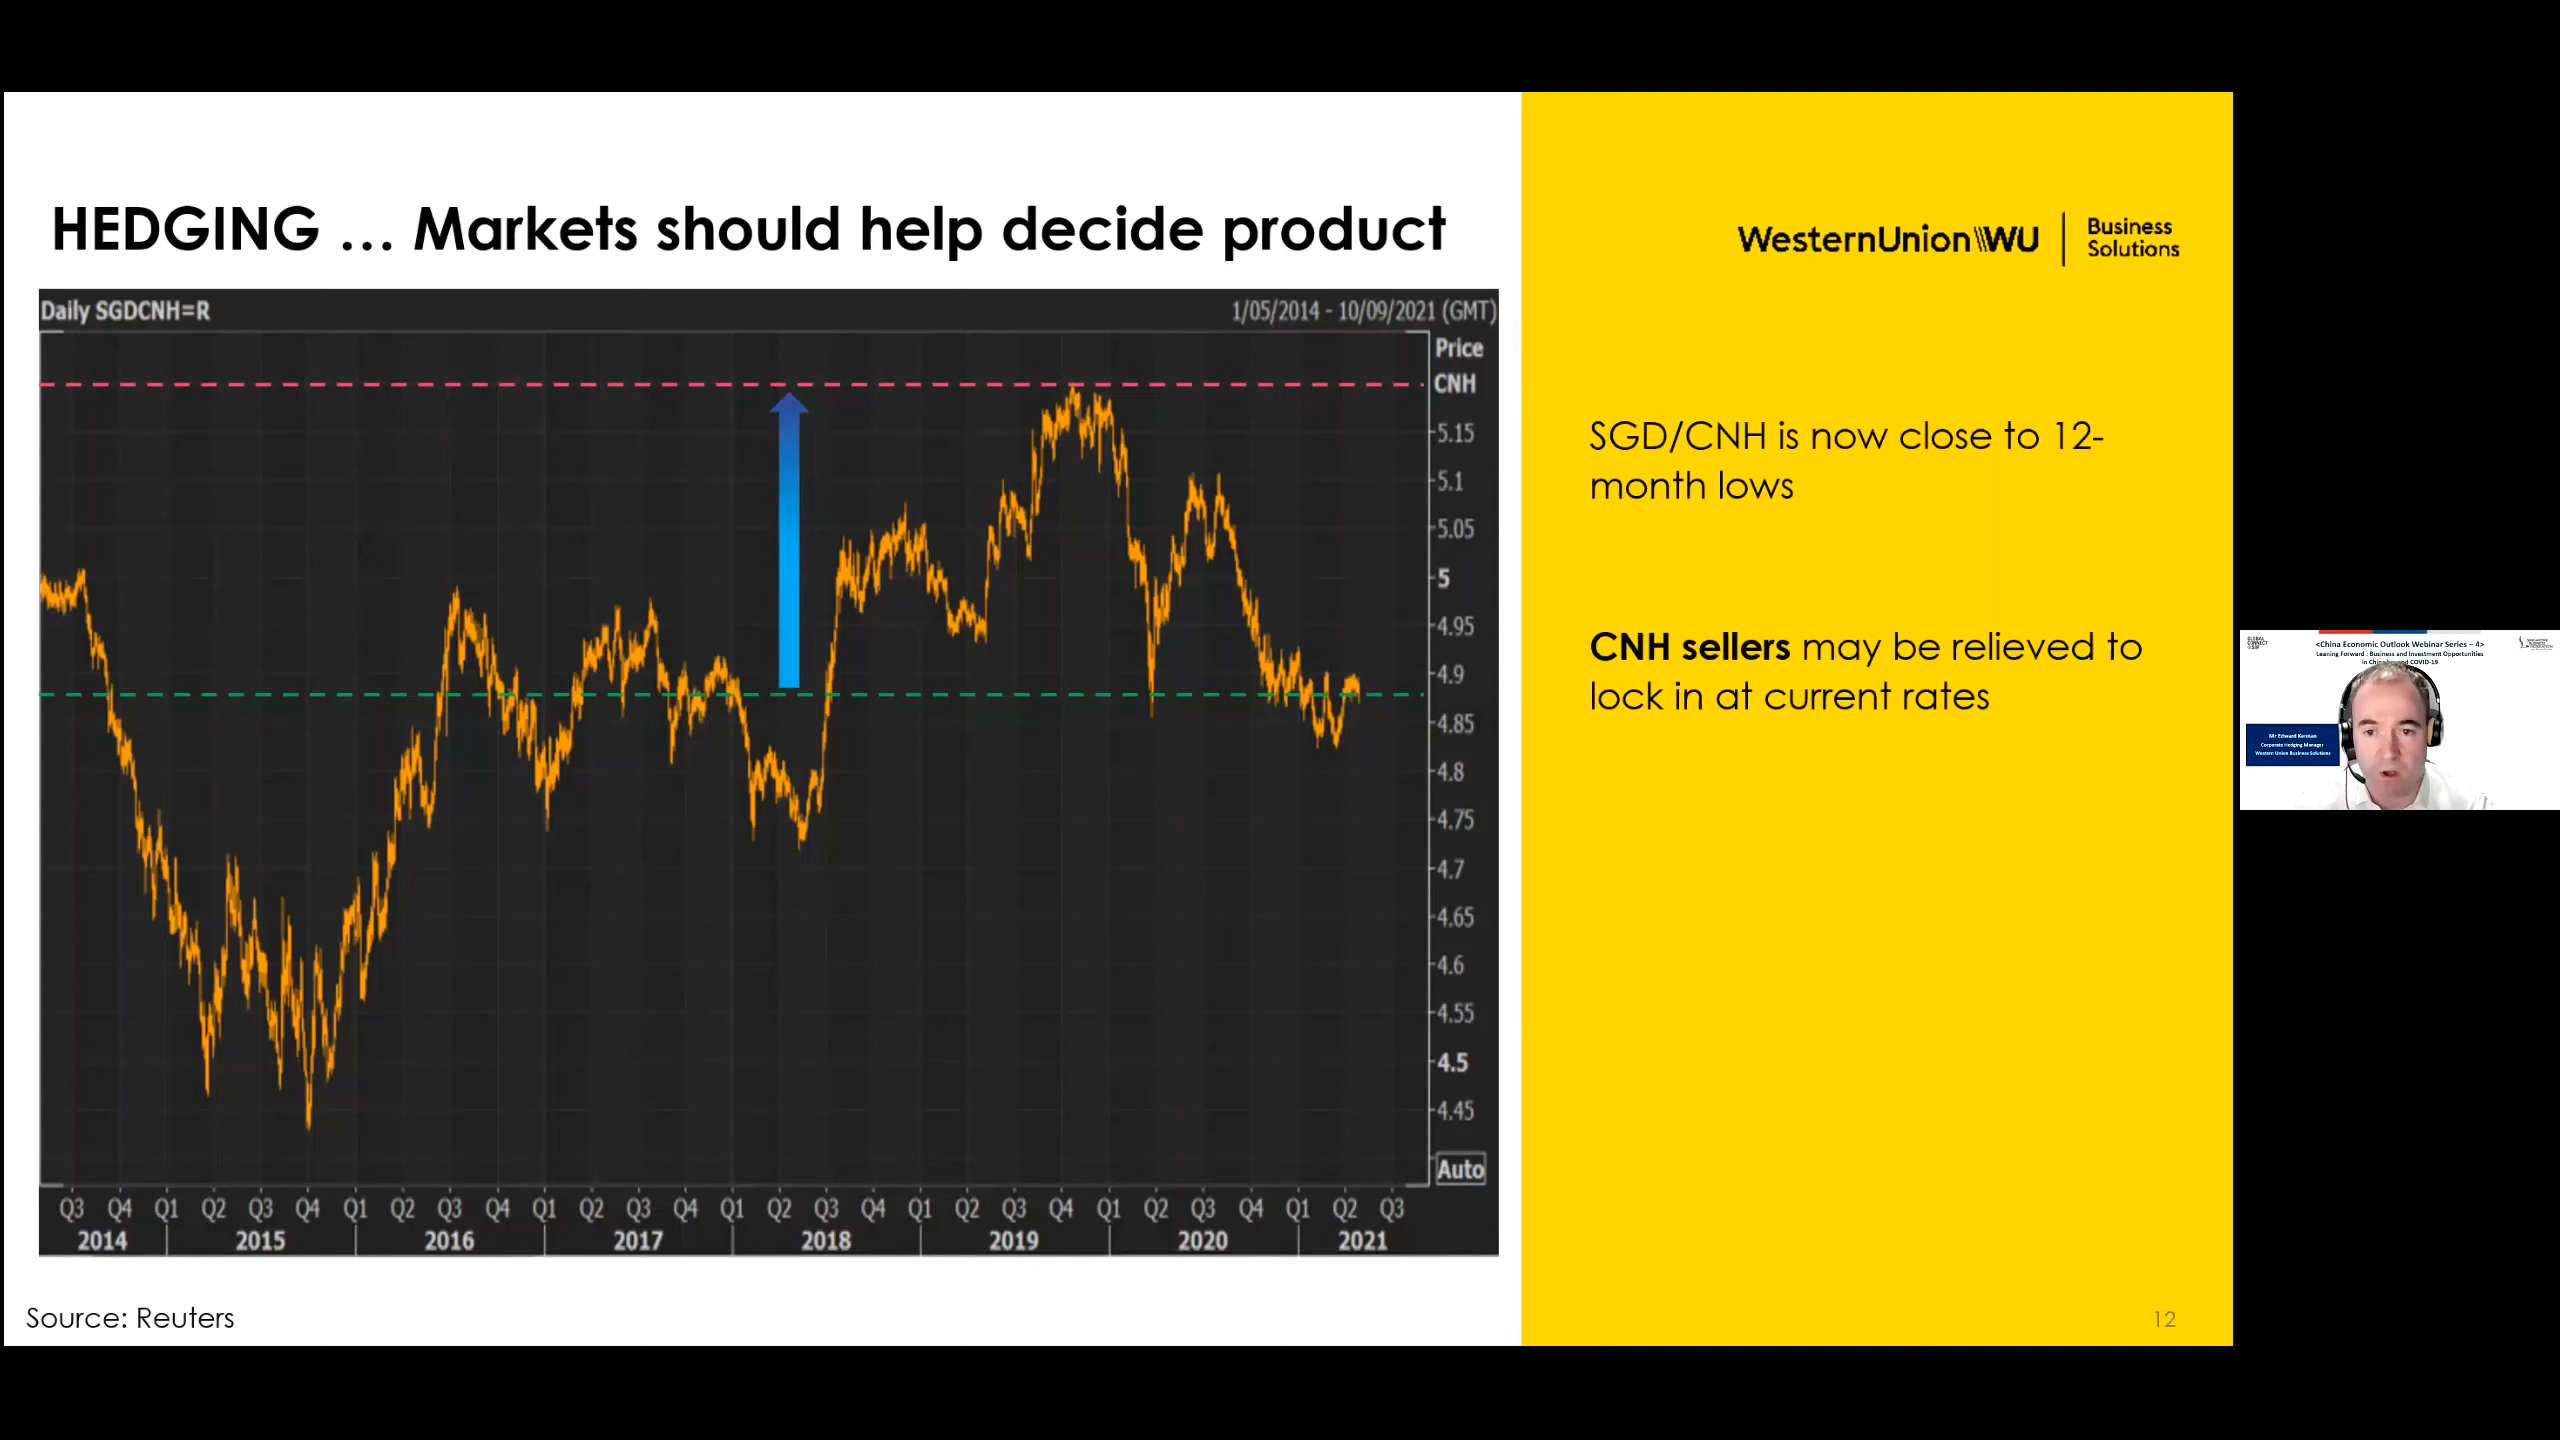 HEDGING … Markets should help decide product
WesternUnion\\WU | Business
Solutions
Daily SGDCNH=R
1/05/2014 - 10/09/2021 (GMT)
Price
CNH
5.15
5.1
5.05
5
4.95
4.9
4.85
4.8
4.75
4.7
4.65
4.6
4.55
4.5
4.45
Auto
Q3 Q4 Q1 Q2 Q3 Q4 Q1 Q2 Q3 Q4 Q1 Q2 Q3 Q4 Q1 Q2 Q3 Q4 Q1 Q2 Q3 Q4 Q1 Q2 Q3 Q4 Q1 Q2 Q3
2014 2015 2016 2017 2018 2019 2020 2021
Source: Reuters
SGD/CNH is now close to 12-
month lows
CNH sellers may be relieved to
lock in at current rates
12
<China Economic Outlook Webinar Series – 4>
Leaning Forward : Business and Investment Opportunities
in China beyond COVID-19
Mr Edward Kerman
Corporate Hedging Manager
Western Union Business Solutions